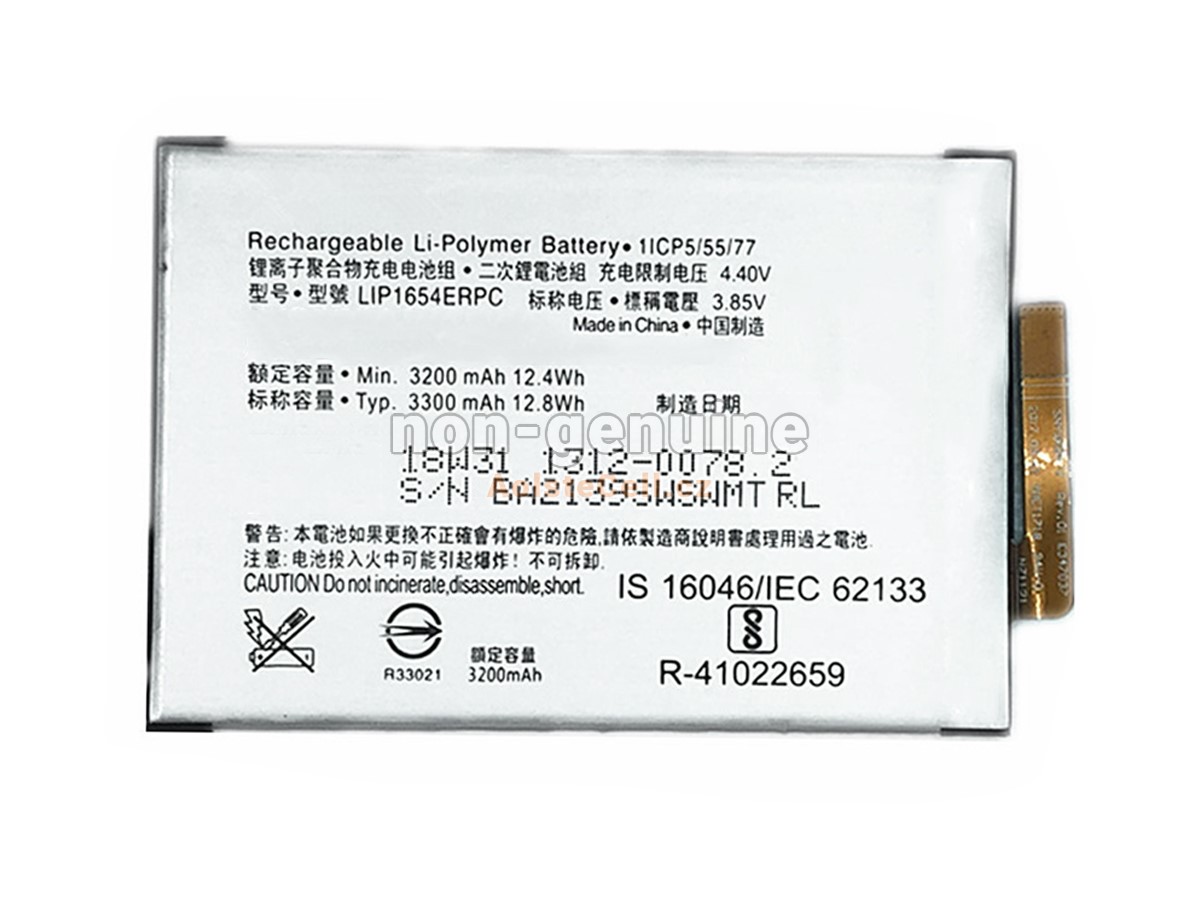 Rechargeable Li-Polymer Battery • 1ICP5/55/77
锂离子聚合物充电电池组 • 二次鋰電池組 充电限制电压 4.40V
型号 • 型號 LIP1654ERPC 标称电压 • 標稱電壓 3.85V
Made in China • 中国制造
額定容量 • Min. 3200 mAh 12.4Wh
标称容量 • Typ. 3300 mAh 12.8Wh 制造日期
non-genuine
18W31 1312-0078.2
S/N
警告: 本電池如果更換不正確會有爆炸的危險,請依製造商說明書處理用過之電池.
注意: 电池投入火中可能引起爆炸! 不可拆卸.
CAUTION Do not incinerate,disassemble,short.
IS 16046/IEC 62133
R-41022659
R33021
額定容量
3200mAh